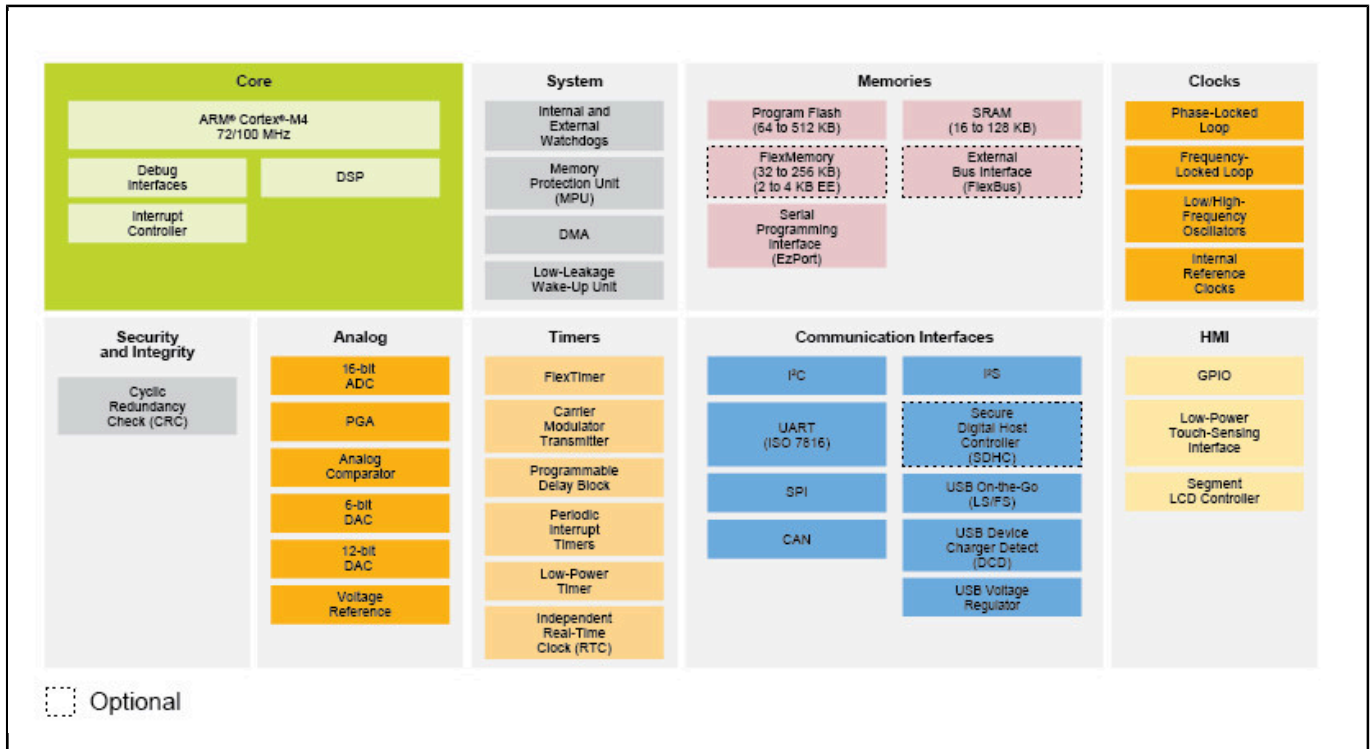 Core
ARM® Cortex®-M4
72/100 MHz
Debug
Interfaces
DSP
Interrupt
Controller
System
Internal and
External
Watchdogs
Memory
Protection Unit
(MPU)
DMA
Low-Leakage
Wake-Up Unit
Memories
Program Flash
(64 to 512 KB)
SRAM
(16 to 128 KB)
FlexMemory
(32 to 256 KB)
(2 to 4 KB EE)
External
Bus Interface
(FlexBus)
Serial
Programming
Interface
(EzPort)
Clocks
Phase-Locked
Loop
Frequency-
Locked Loop
Low/High-
Frequency
Oscillators
Internal
Reference
Clocks
Security
and Integrity
Cyclic
Redundancy
Check (CRC)
Analog
16-bit
ADC
PGA
Analog
Comparator
6-bit
DAC
12-bit
DAC
Voltage
Reference
Timers
FlexTimer
Carrier
Modulator
Transmitter
Programmable
Delay Block
Periodic
Interrupt
Timers
Low-Power
Timer
Independent
Real-Time
Clock (RTC)
Communication Interfaces
I²C
I²S
UART
(ISO 7816)
Secure
Digital Host
Controller
(SDHC)
SPI
USB On-the-Go
(LS/FS)
CAN
USB Device
Charger Detect
(DCD)
USB Voltage
Regulator
HMI
GPIO
Low-Power
Touch-Sensing
Interface
Segment
LCD Controller
Optional